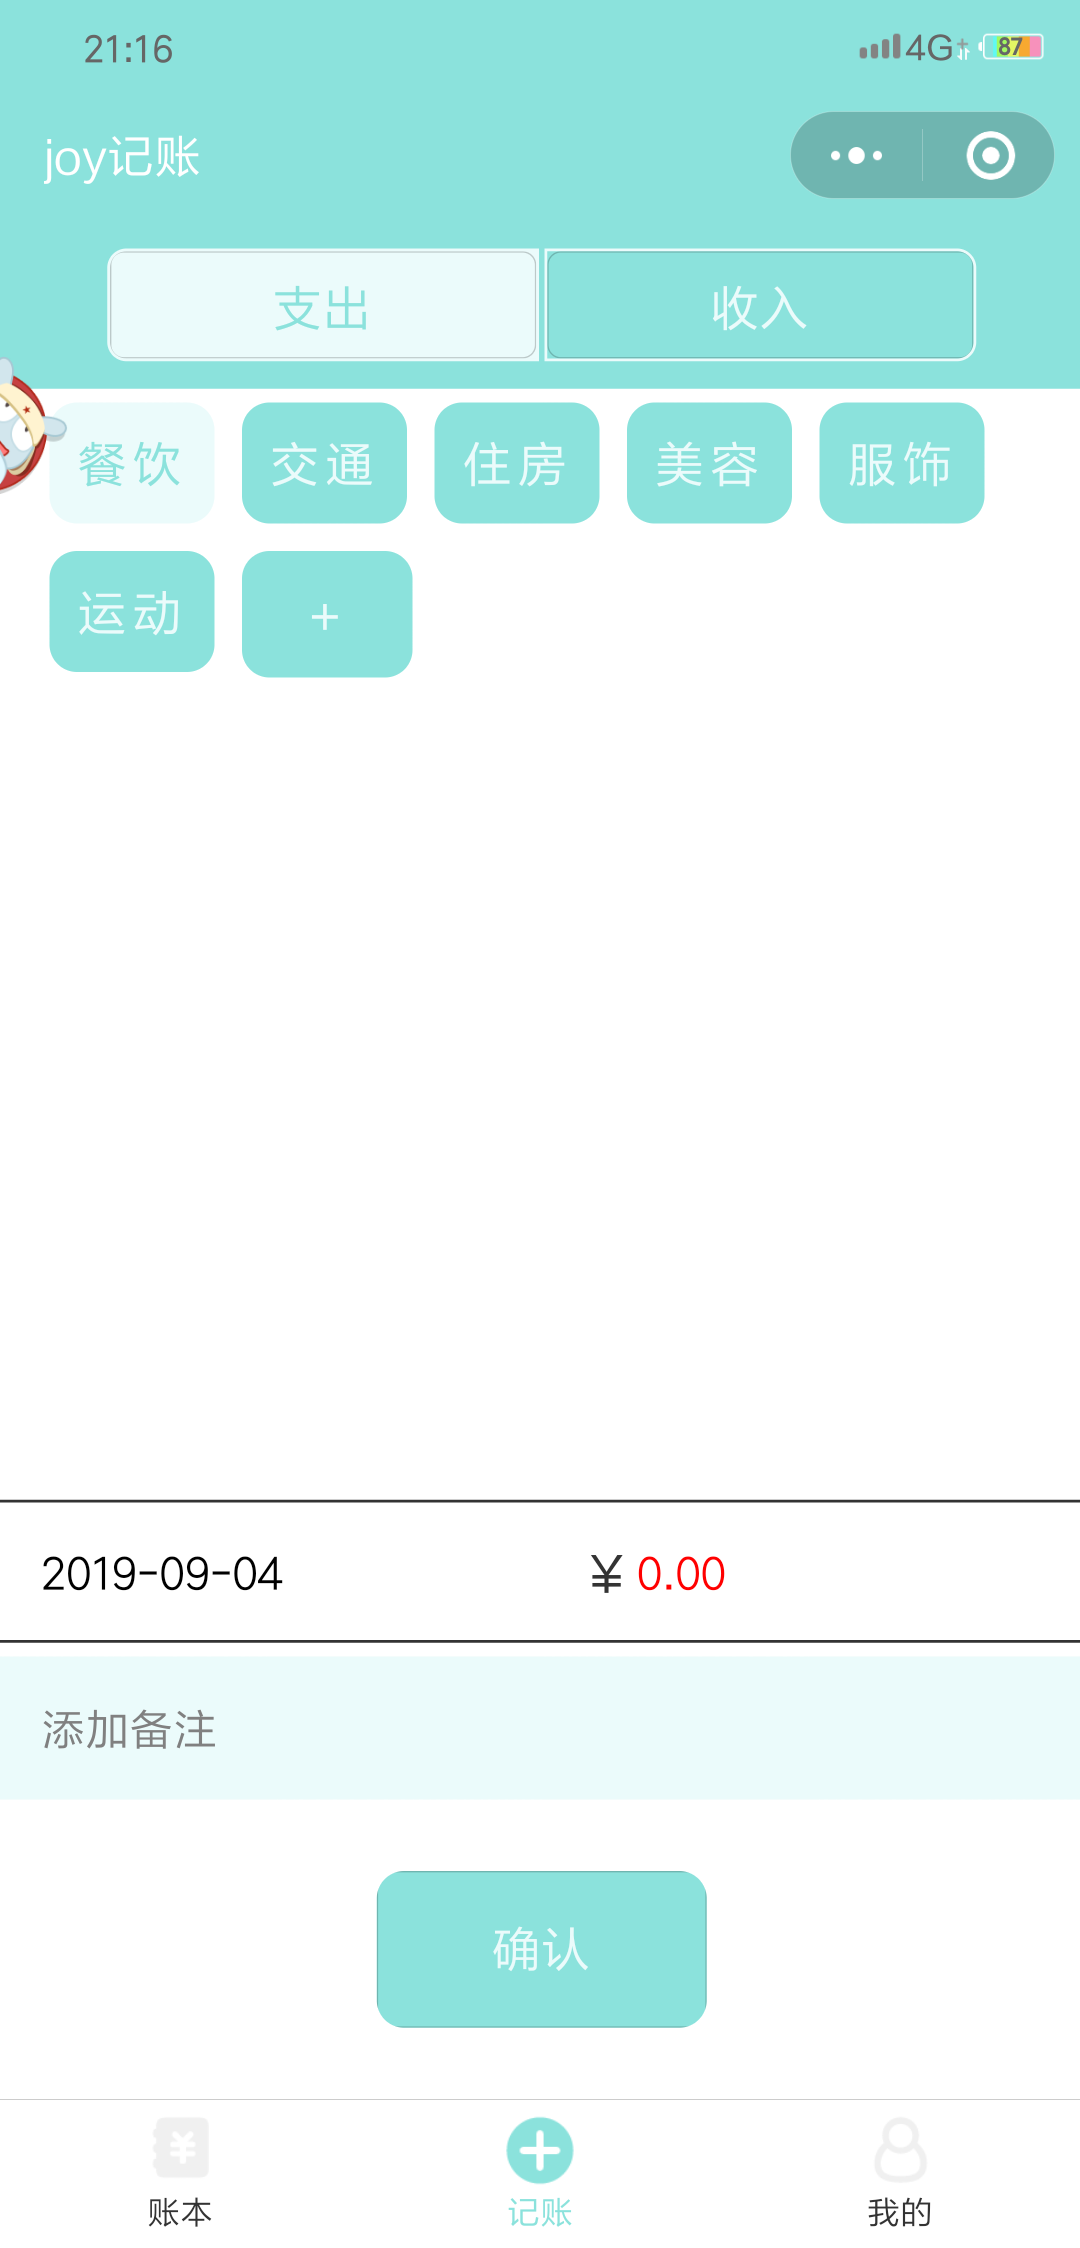 21:16 4G+ 87
joy记账
支出 收入
餐饮 交通 住房 美容 服饰
运动 +
2019-09-04 ¥ 0.00
添加备注
确认
账本 记账 我的